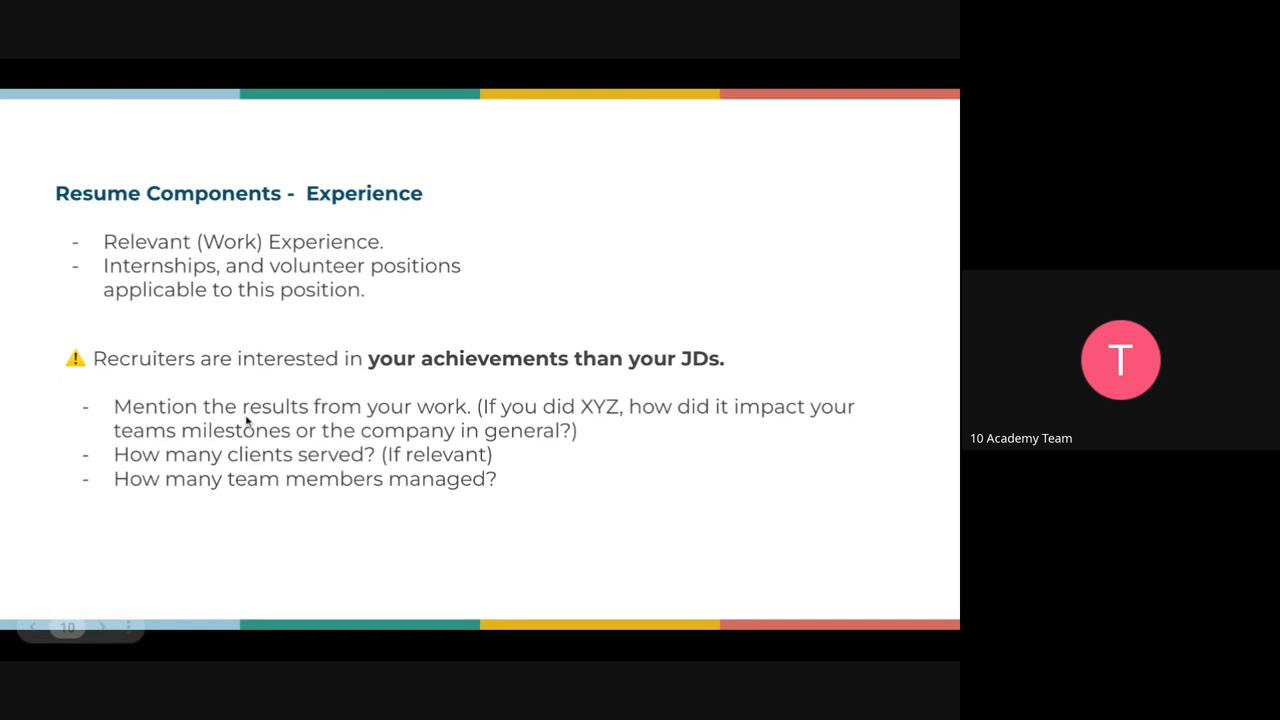 Resume Components - Experience
- Relevant (Work) Experience.
- Internships, and volunteer positions
applicable to this position.
⚠ Recruiters are interested in your achievements than your JDs.
- Mention the results from your work. (If you did XYZ, how did it impact your
teams milestones or the company in general?)
- How many clients served? (If relevant)
- How many team members managed?
10
T
10 Academy Team